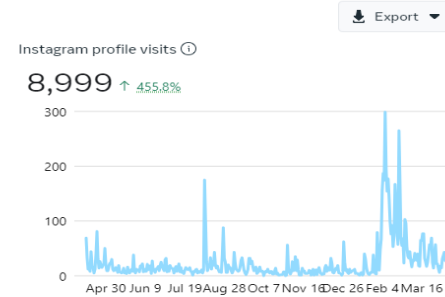 Export
Instagram profile visits
8,999 ↑ 455.8%
300
200
100
0
Apr 30 Jun 9 Jul 19 Aug 28 Oct 7 Nov 16 Dec 26 Feb 4 Mar 16